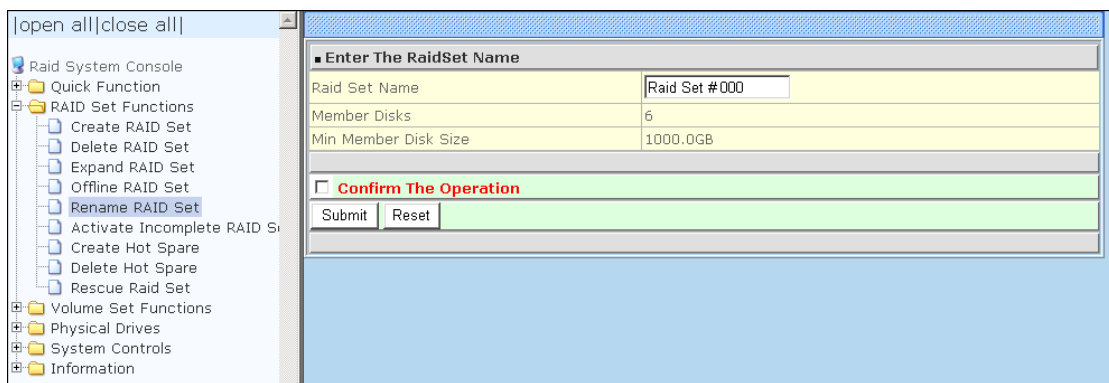 |open all|close all|
Raid System Console
Quick Function
RAID Set Functions
Create RAID Set
Delete RAID Set
Expand RAID Set
Offline RAID Set
Rename RAID Set
Activate Incomplete RAID
Create Hot Spare
Delete Hot Spare
Rescue Raid Set
Volume Set Functions
Physical Drives
System Controls
Information
Enter The RaidSet Name
Raid Set Name Raid Set #000
Member Disks 6
Min Member Disk Size 1000.0GB
Confirm The Operation
Submit Reset